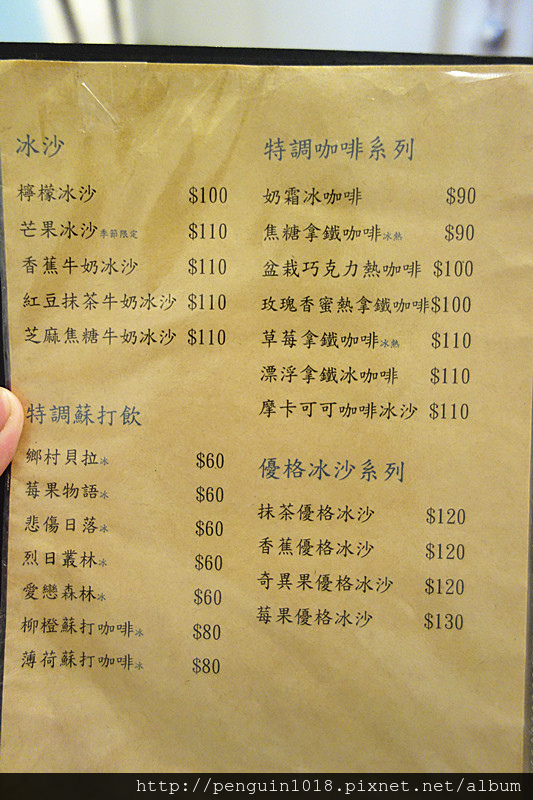 冰沙
檸檬冰沙 $100
芒果冰沙季節限定 $110
香蕉牛奶冰沙 $110
紅豆抹茶牛奶冰沙 $110
芝麻焦糖牛奶冰沙 $110
特調蘇打飲
鄉村貝拉冰 $60
莓果物語冰 $60
悲傷日落冰 $60
烈日叢林冰 $60
愛戀森林冰 $60
柳橙蘇打咖啡冰 $80
薄荷蘇打咖啡冰 $80
特調咖啡系列
奶霜冰咖啡 $90
焦糖拿鐵咖啡冰熱 $90
盆栽巧克力熱咖啡 $100
玫瑰香蜜熱拿鐵咖啡$100
草莓拿鐵咖啡冰熱 $110
漂浮拿鐵冰咖啡 $110
摩卡可可咖啡冰沙 $110
優格冰沙系列
抹茶優格冰沙 $120
香蕉優格冰沙 $120
奇異果優格冰沙 $120
莓果優格冰沙 $130
http://penguin1018.pixnet.net/album